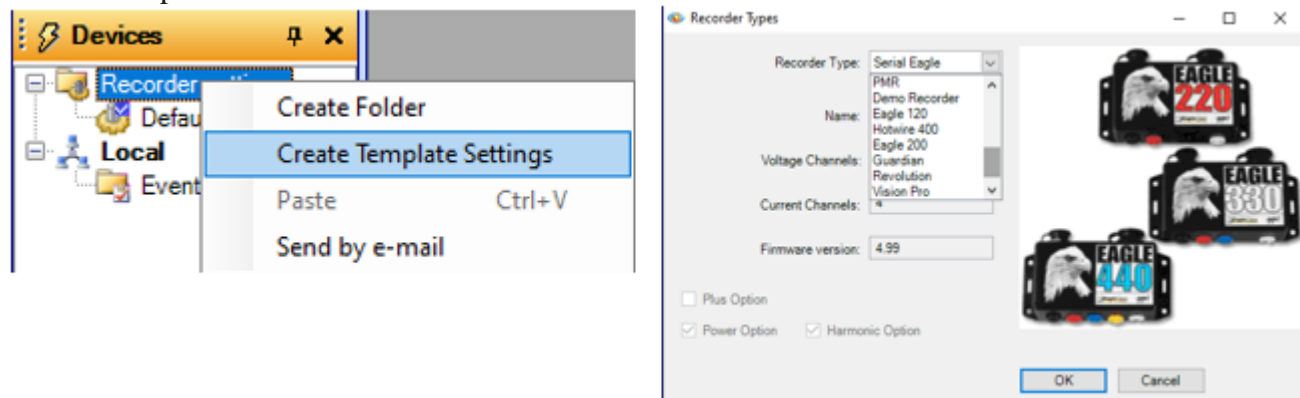 Devices
Recorder
Defau
Local
Event
Create Folder
Create Template Settings
Paste Ctrl+V
Send by e-mail
Recorder Types
Recorder Type: Serial Eagle
PMR
Demo Recorder
Name: Eagle 120
Hotwire 400
Eagle 200
Voltage Channels: Guardian
Revolution
Vision Pro
Current Channels: 4
Firmware version: 4.99
Plus Option
Power Option Harmonic Option
EAGLE
220
EAGLE
330
EAGLE
440
OK Cancel